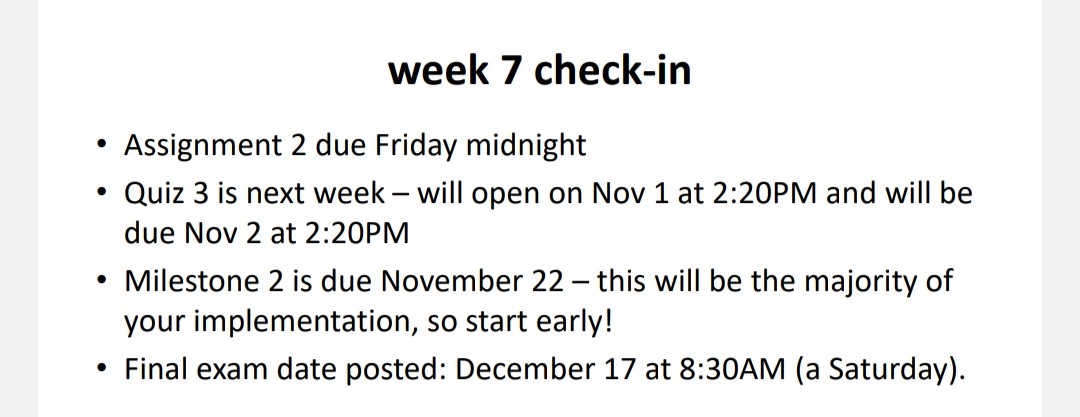 week 7 check-in
• Assignment 2 due Friday midnight
• Quiz 3 is next week – will open on Nov 1 at 2:20PM and will be
due Nov 2 at 2:20PM
• Milestone 2 is due November 22 – this will be the majority of
your implementation, so start early!
• Final exam date posted: December 17 at 8:30AM (a Saturday).